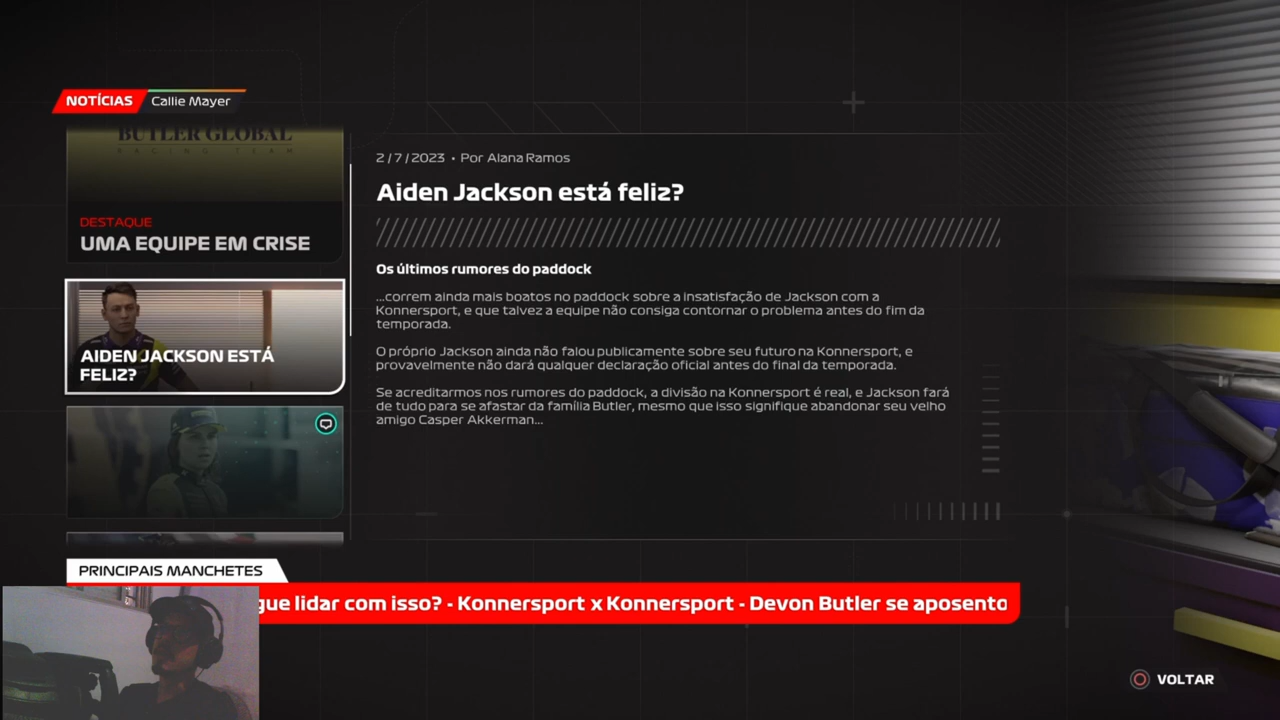 NOTÍCIAS Callie Mayer
BUTLER GLOBAL
RACING TEAM
DESTAQUE
UMA EQUIPE EM CRISE
AIDEN JACKSON ESTÁ
FELIZ?
2/7/2023 • Por Alana Ramos
Aiden Jackson está feliz?
Os últimos rumores do paddock
...correm ainda mais boatos no paddock sobre a insatisfação de Jackson com a
Konnersport, e que talvez a equipe não consiga contornar o problema antes do fim da
temporada.
O próprio Jackson ainda não falou publicamente sobre seu futuro na Konnersport, e
provavelmente não dará qualquer declaração oficial antes do final da temporada.
Se acreditarmos nos rumores do paddock, a divisão na Konnersport é real, e Jackson fará
de tudo para se afastar da família Butler, mesmo que isso signifique abandonar seu velho
amigo Casper Akkerman...
PRINCIPAIS MANCHETES
gue lidar com isso? - Konnersport x Konnersport - Devon Butler se aposento
VOLTAR